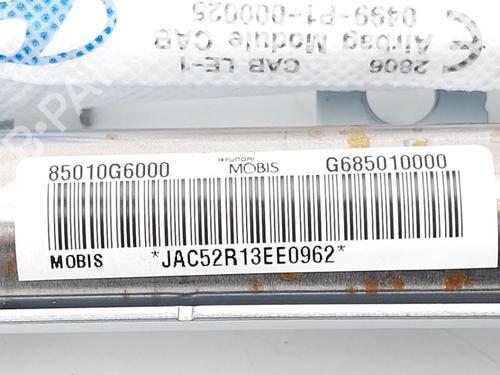 0499-P1-000025
Airbag Module CAB
2806 CAB LE-1
85010G6000
HYUNDAI
MOBIS
G685010000
MOBIS
*JAC52R13EE0962*